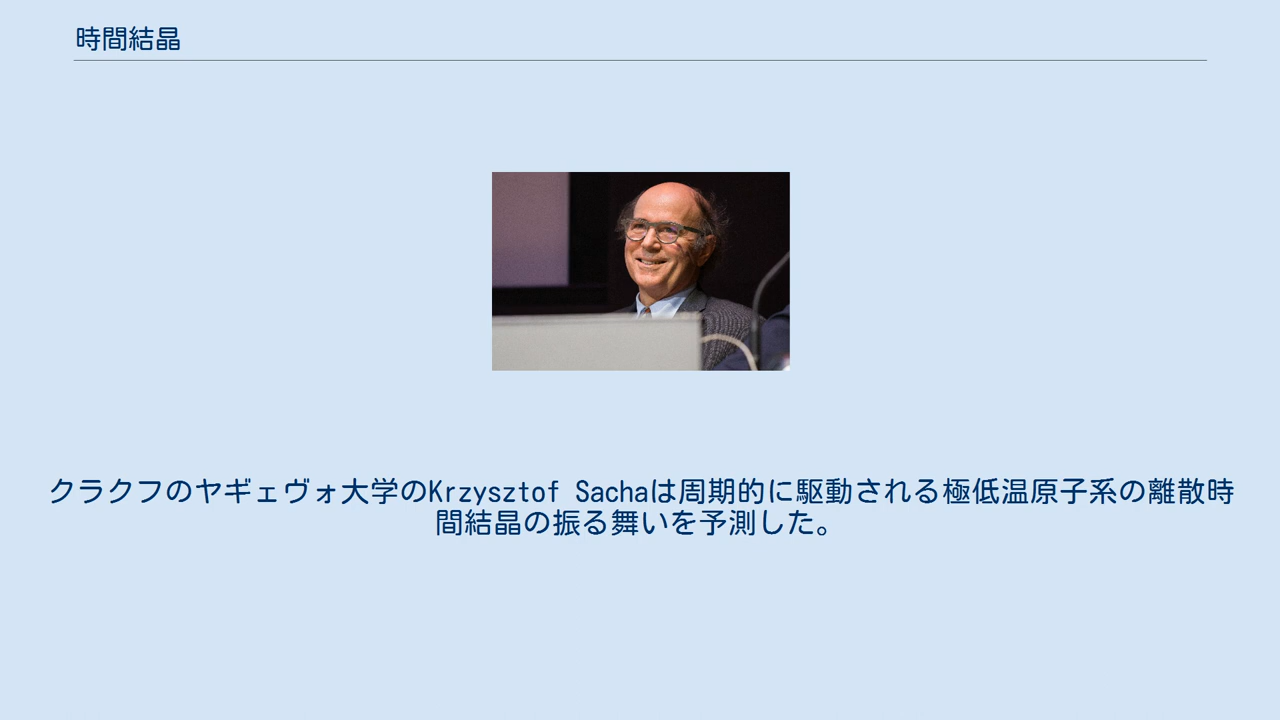 時間結晶
クラクフのヤギェヴォ大学のKrzysztof Sachaは周期的に駆動される極低温原子系の離散時
間結晶の振る舞いを予測した。